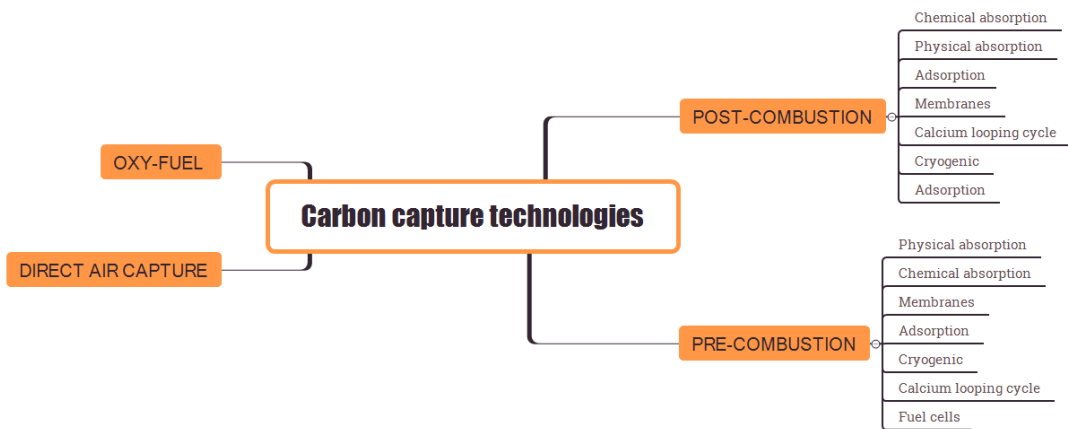 Carbon capture technologies
OXY-FUEL
DIRECT AIR CAPTURE
POST-COMBUSTION
Chemical absorption
Physical absorption
Adsorption
Membranes
Calcium looping cycle
Cryogenic
Adsorption
PRE-COMBUSTION
Physical absorption
Chemical absorption
Membranes
Adsorption
Cryogenic
Calcium looping cycle
Fuel cells